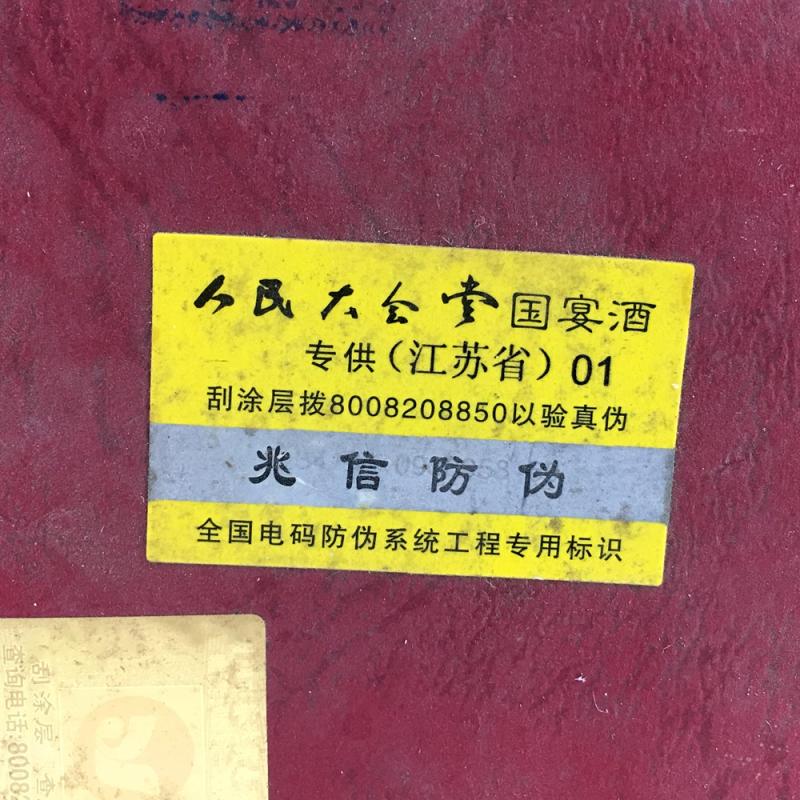 人民大会堂国宴酒
专供（江苏省）01
刮涂层拨8008208850以验真伪
兆信防伪
全国电码防伪系统工程专用标识
刮涂层 查
查询电话:8008